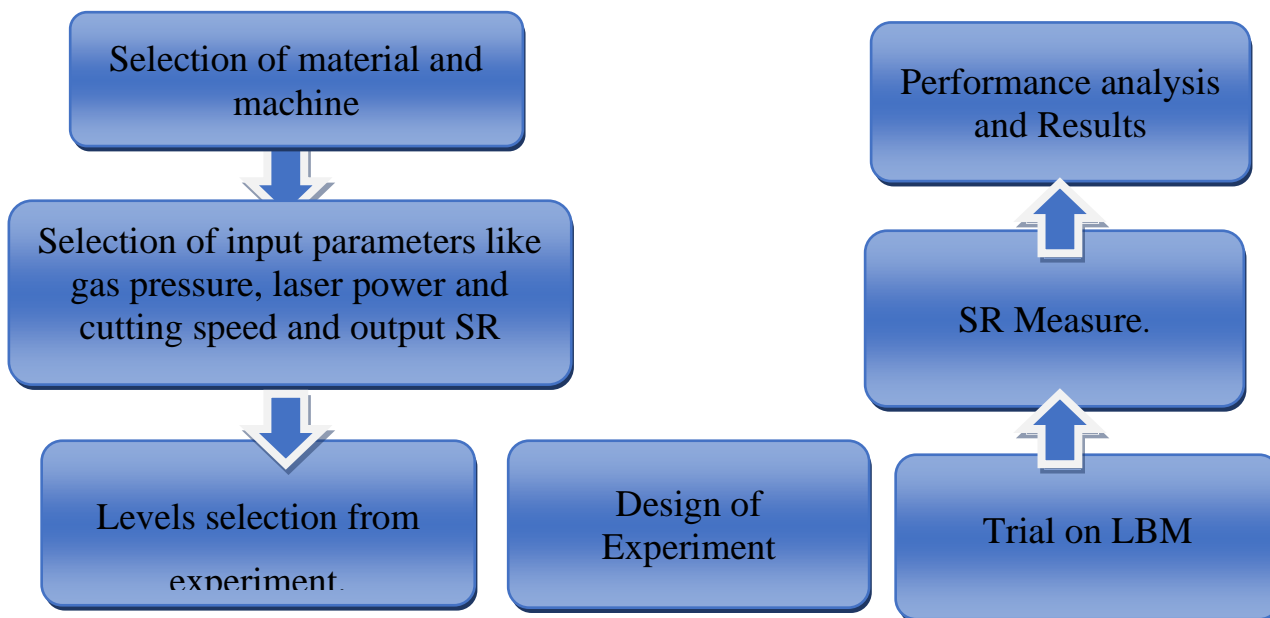 Selection of material and
machine
Selection of input parameters like
gas pressure, laser power and
cutting speed and output SR
Levels selection from
experiment.
Design of
Experiment
Trial on LBM
SR Measure.
Performance analysis
and Results